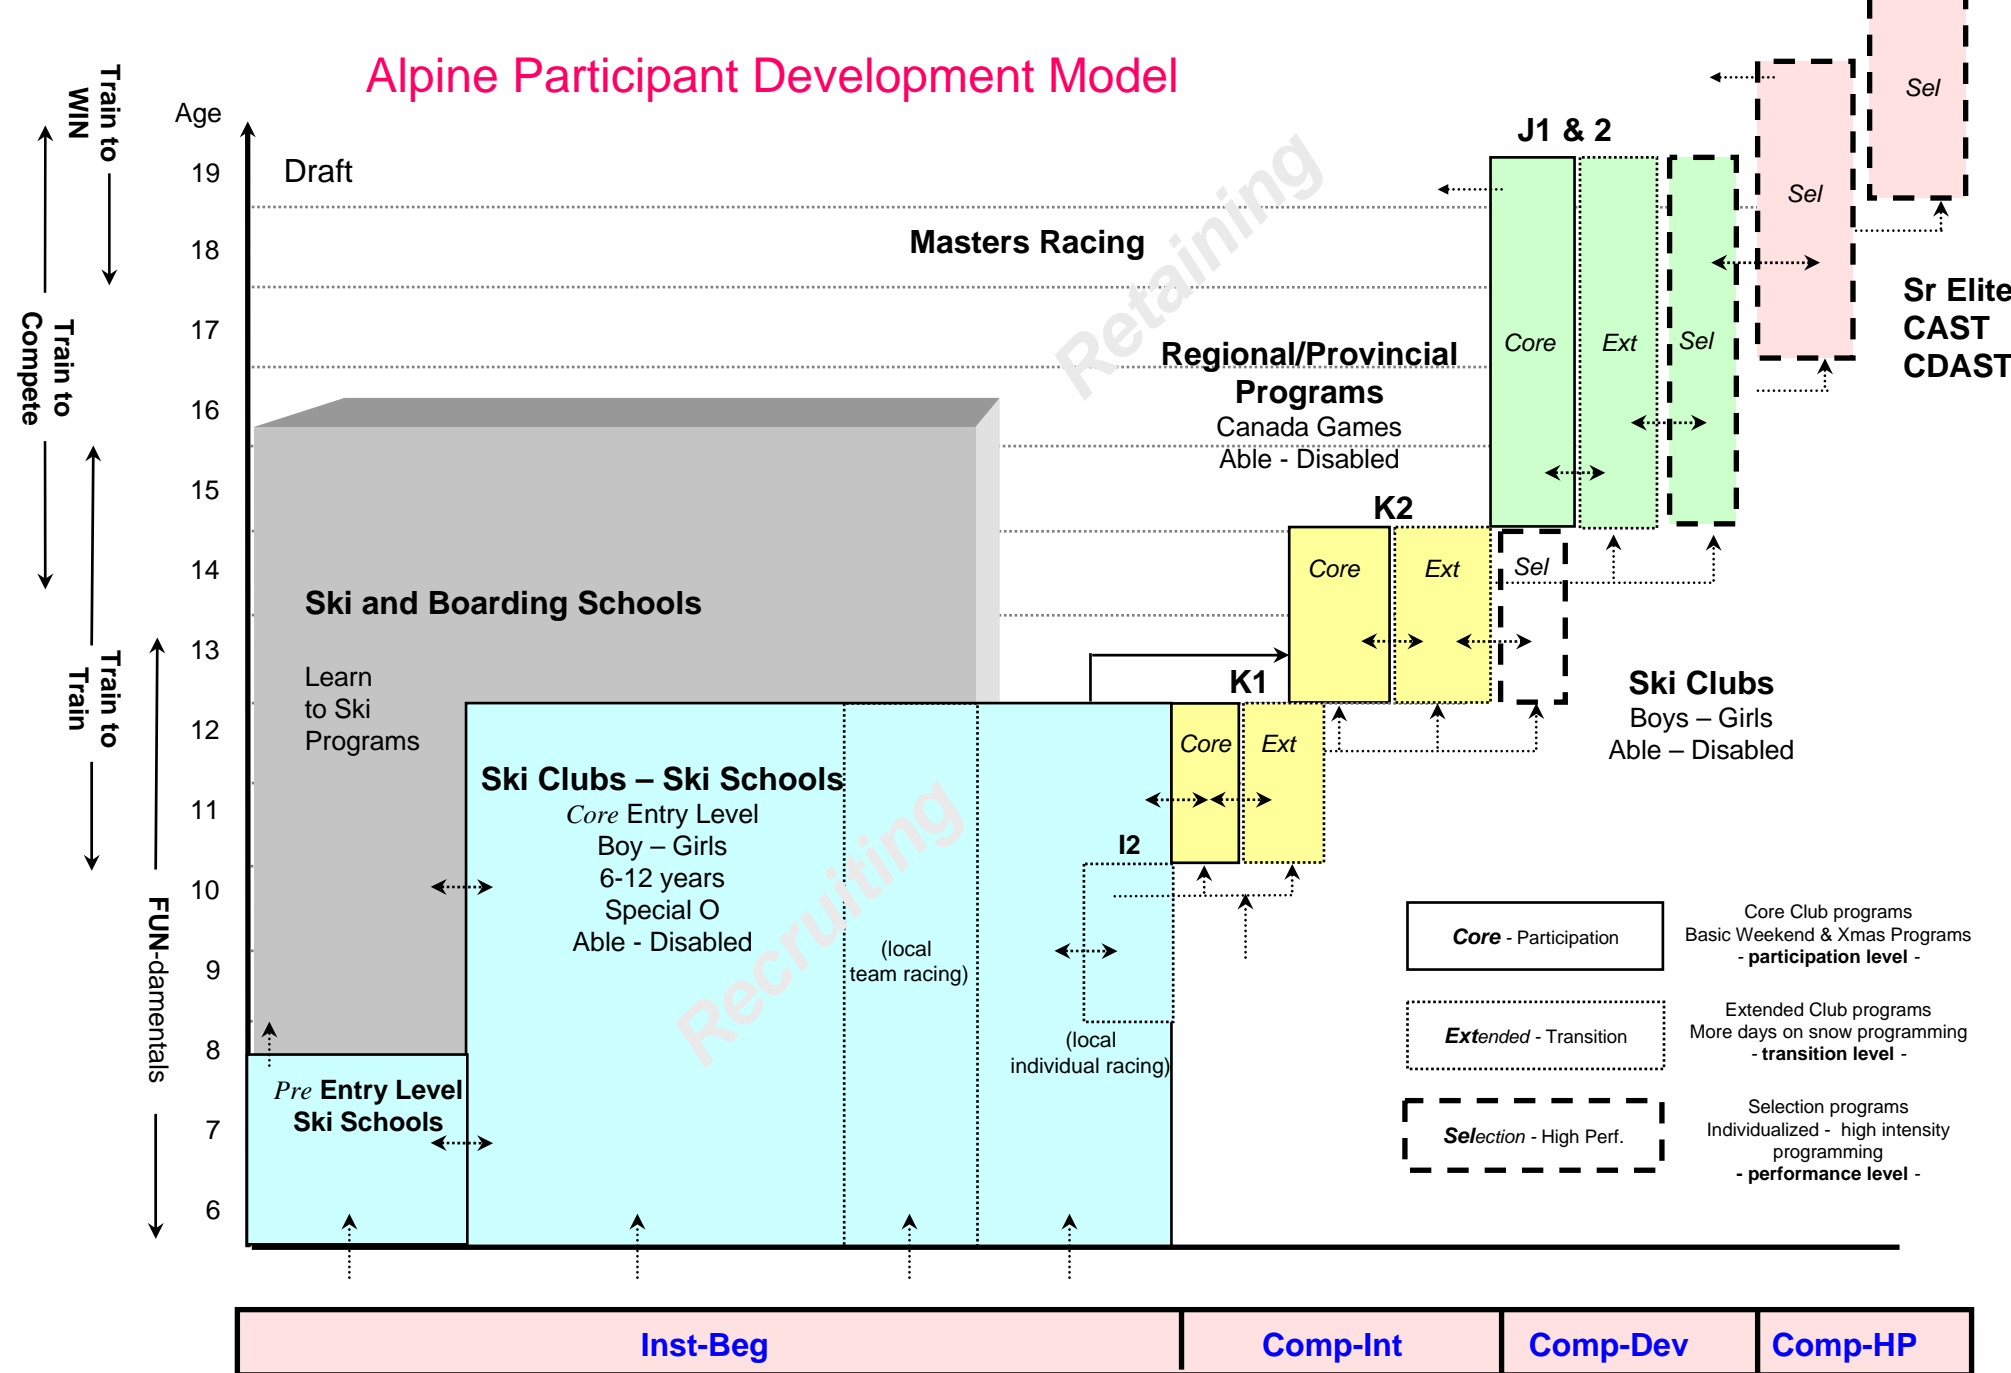 Alpine Participant Development Model
Train to
WIN
Train to
Compete
Train to
Train
FUN-damentals
Age
19
18
17
16
15
14
13
12
11
10
9
8
7
6
Draft
Masters Racing
Retaining
Regional/Provincial
Programs
Canada Games
Able - Disabled
J1 & 2
Core
Ext
Sel
Sel
Sel
Sr Elite
CAST
CDAST
K2
Core
Ext
Sel
K1
Core
Ext
Ski and Boarding Schools
Learn
to Ski
Programs
Ski Clubs
Boys – Girls
Able – Disabled
Ski Clubs – Ski Schools
Core Entry Level
Boy – Girls
6-12 years
Special O
Able - Disabled
Recruiting
(local
team racing)
I2
(local
individual racing)
Pre Entry Level
Ski Schools
Core - Participation
Core Club programs
Basic Weekend & Xmas Programs
- participation level -
Extended - Transition
Extended Club programs
More days on snow programming
- transition level -
Selection - High Perf.
Selection programs
Individualized - high intensity
programming
- performance level -
Inst-Beg
Comp-Int
Comp-Dev
Comp-HP